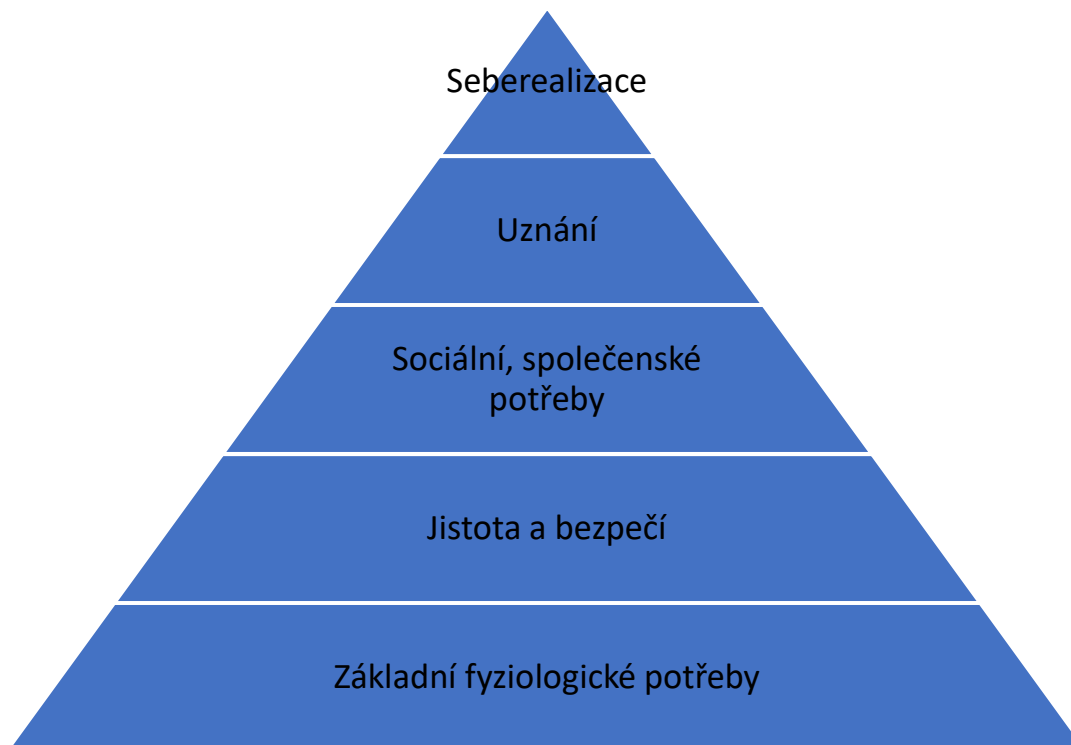 Seberealizace
Uznání
Sociální, společenské
potřeby
Jistota a bezpečí
Základní fyziologické potřeby